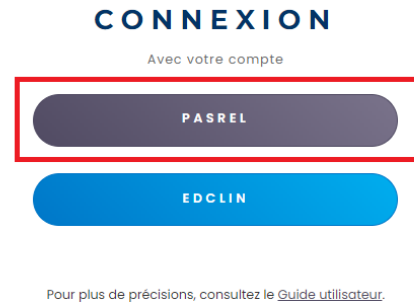 CONNEXION
Avec votre compte
PASREL
EDCLIN
Pour plus de précisions, consultez le Guide utilisateur.